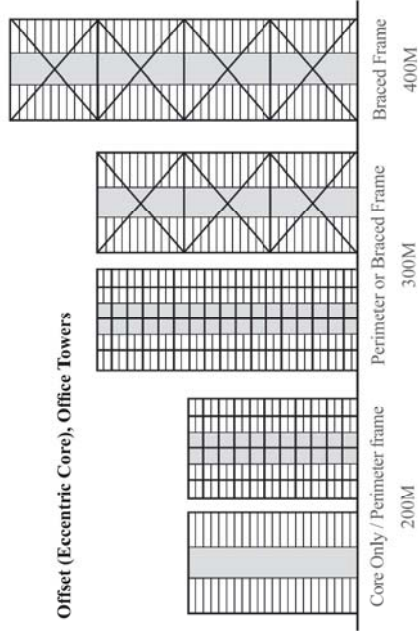 Offset (Eccentric Core), Office Towers
Core Only / Perimeter frame
200M
Perimeter or Braced Frame
300M
Braced Frame
400M